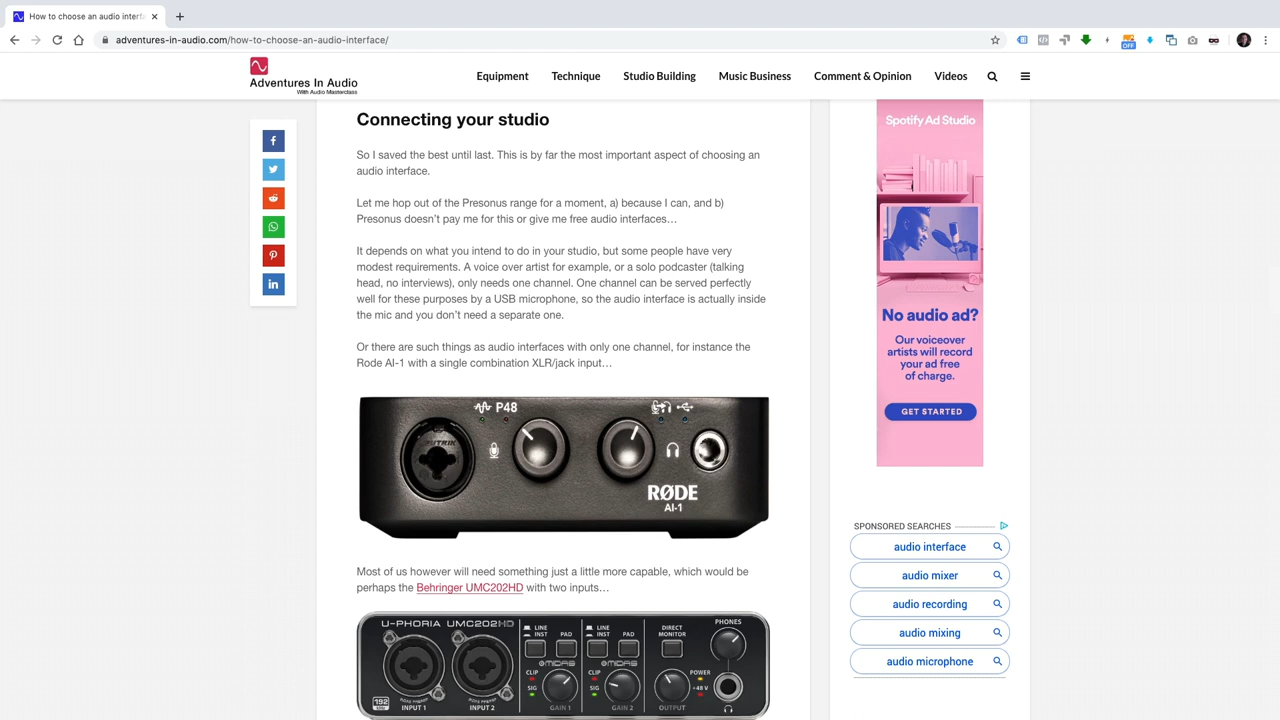 How to choose an audio interfa
adventures-in-audio.com/how-to-choose-an-audio-interface/
OFF
Adventures In Audio
With Audio Masterclass
Equipment
Technique
Studio Building
Music Business
Comment & Opinion
Videos
Connecting your studio
So I saved the best until last. This is by far the most important aspect of choosing an
audio interface.
Let me hop out of the Presonus range for a moment, a) because I can, and b)
Presonus doesn't pay me for this or give me free audio interfaces…
It depends on what you intend to do in your studio, but some people have very
modest requirements. A voice over artist for example, or a solo podcaster (talking
head, no interviews), only needs one channel. One channel can be served perfectly
well for these purposes by a USB microphone, so the audio interface is actually inside
the mic and you don't need a separate one.
Or there are such things as audio interfaces with only one channel, for instance the
Rode AI-1 with a single combination XLR/jack input…
P48
NEUTRIK
RØDE
AI-1
Most of us however will need something just a little more capable, which would be
perhaps the Behringer UMC202HD with two inputs…
U-PHORIA UMC202HD
LINE
INST
PAD
LINE
INST
PAD
DIRECT
MONITOR
PHONES
MIDAS
MIDAS
CLIP
SIG
CLIP
SIG
POWER
+48 V
192
INPUT 1
INPUT 2
GAIN 1
GAIN 2
OUTPUT
Spotify Ad Studio
No audio ad?
Our voiceover
artists will record
your ad free
of charge.
GET STARTED
SPONSORED SEARCHES
audio interface
audio mixer
audio recording
audio mixing
audio microphone